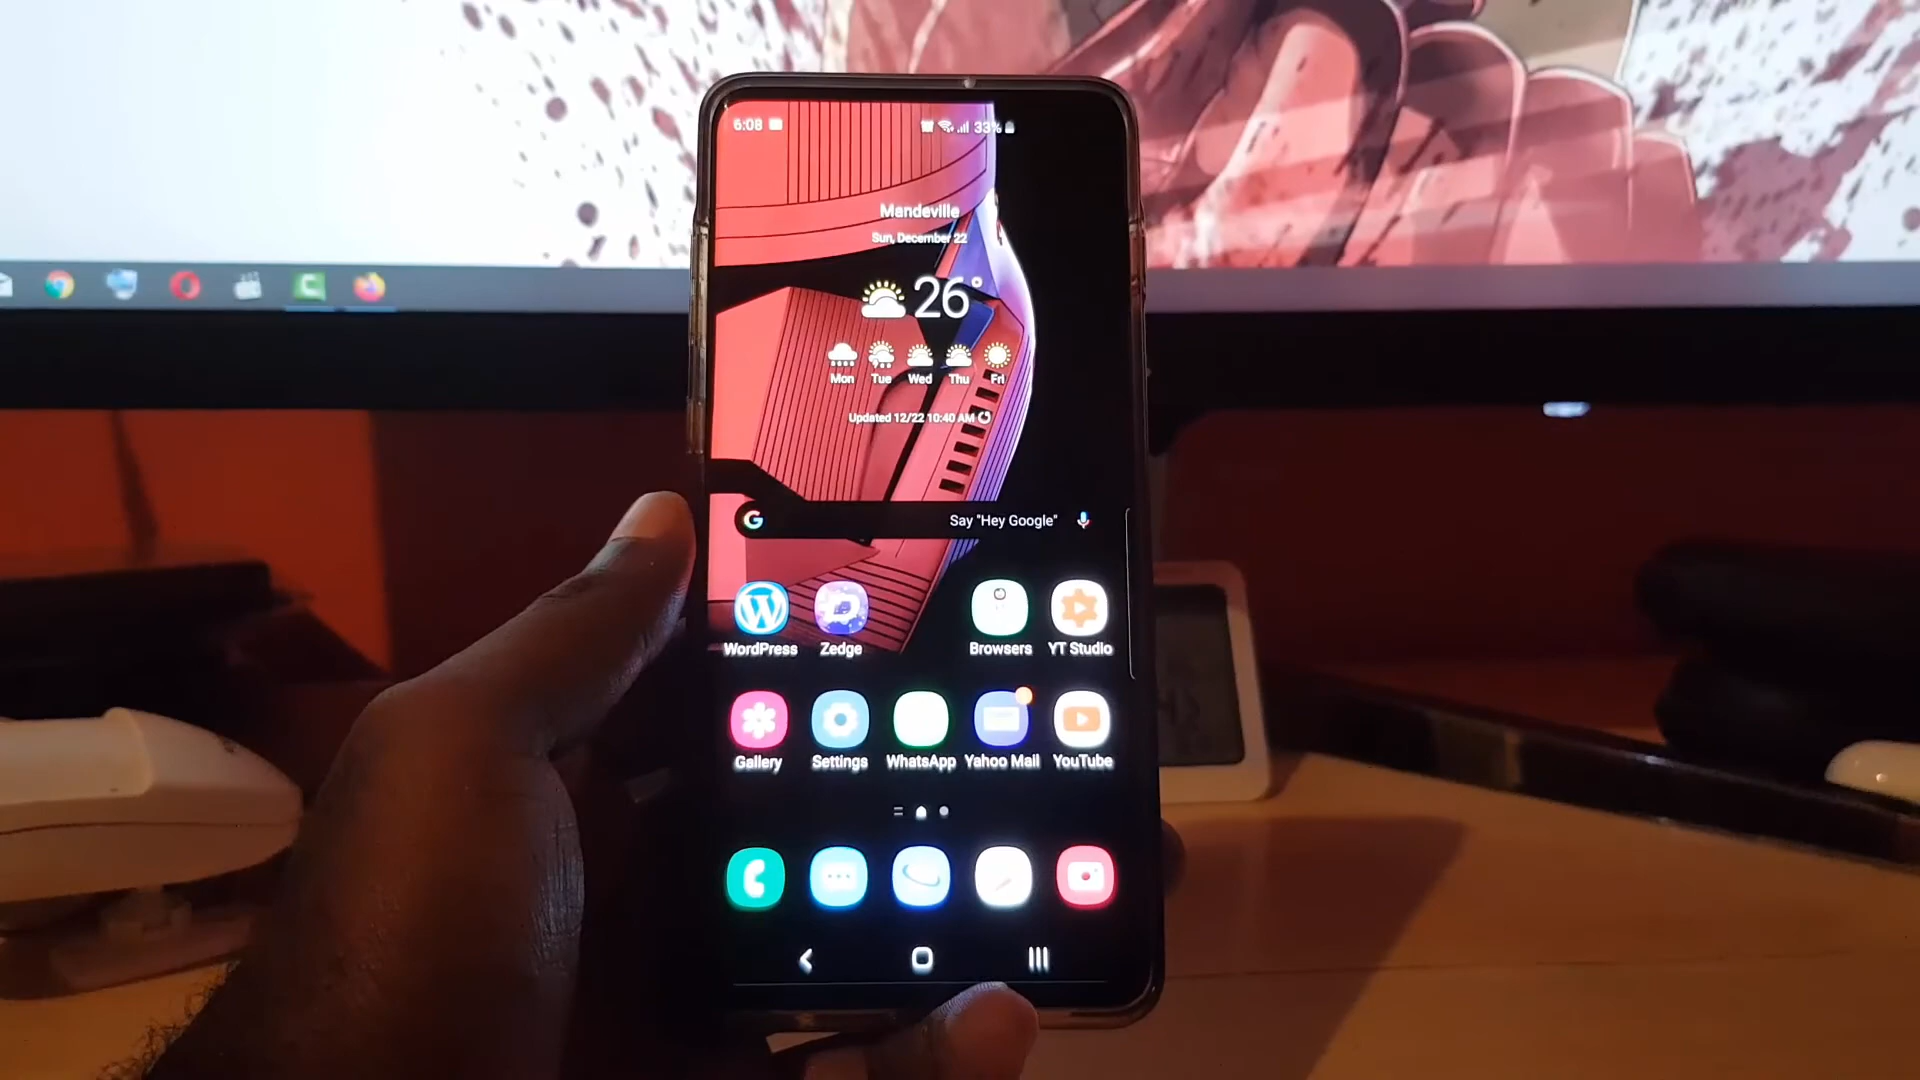 6:08 33%
Mandeville
Sun, December 22
26°
Mon Tue Wed Thu Fri
Updated 12/22 10:40 AM
G Say "Hey Google"
WordPress Zedge Browsers YT Studio
Gallery Settings WhatsApp Yahoo Mail YouTube